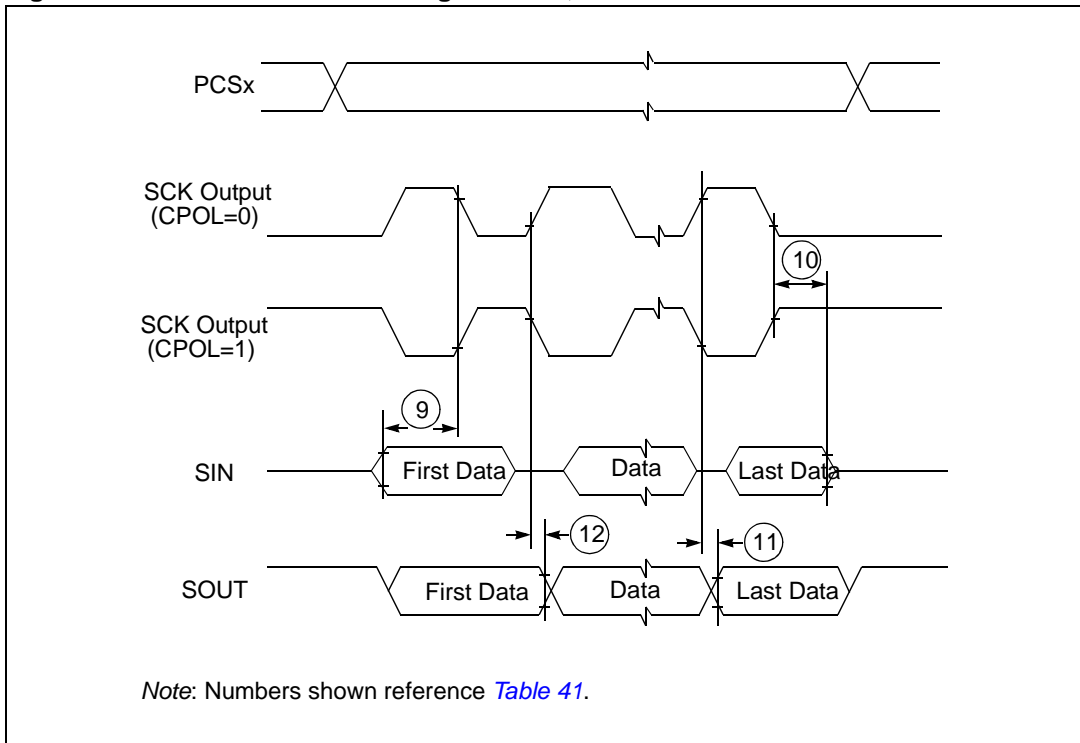 PCSx
SCK Output
(CPOL=0)
10
SCK Output
(CPOL=1)
9
SIN
First Data
Data
Last Data
12
11
SOUT
First Data
Data
Last Data
Note: Numbers shown reference Table 41.